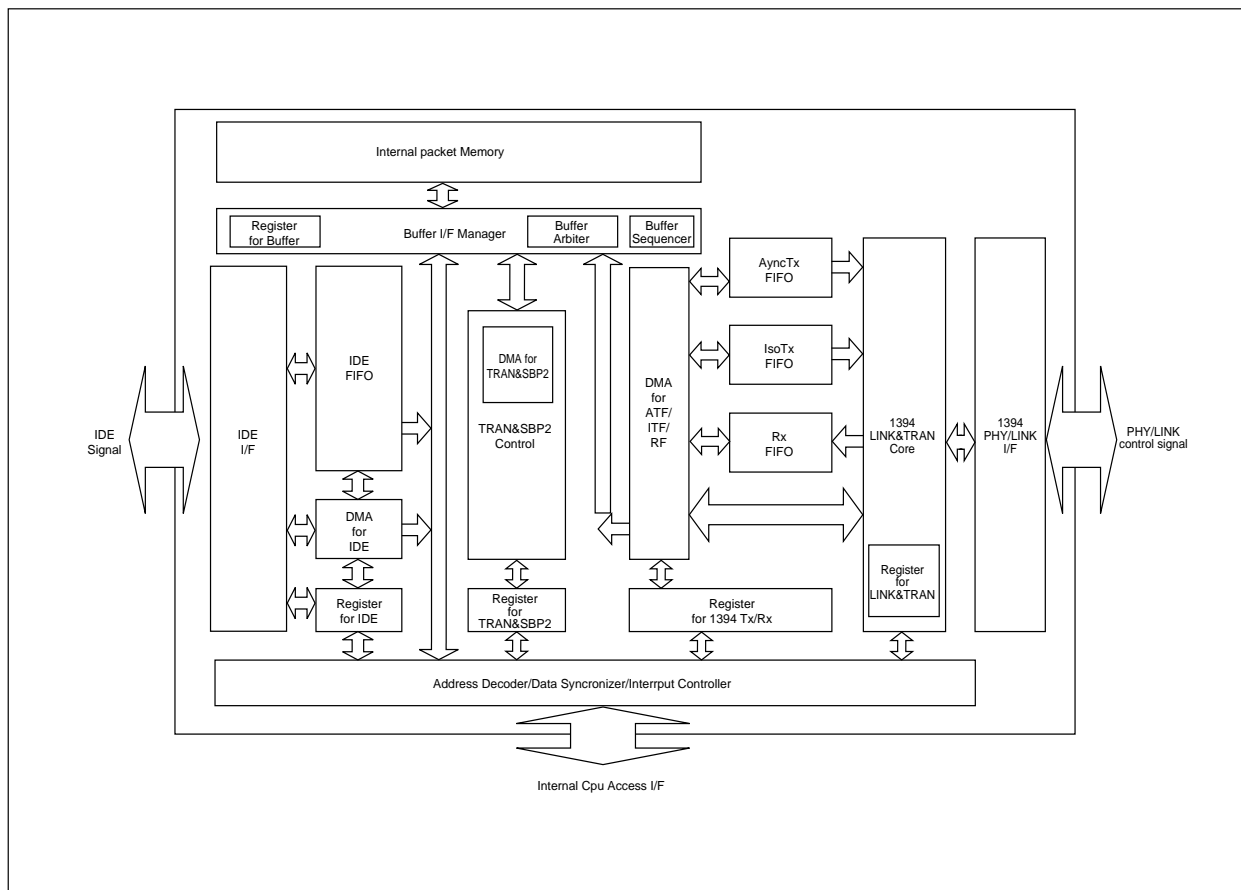 Internal packet Memory
Register
for Buffer
Buffer I/F Manager
Buffer
Arbiter
Buffer
Sequencer
IDE
Signal
IDE
I/F
IDE
FIFO
DMA
for
IDE
Register
for IDE
DMA for
TRAN&SBP2
TRAN&SBP2
Control
Register
for
TRAN&SBP2
DMA
for
ATF/
ITF/
RF
AyncTx
FIFO
IsoTx
FIFO
Rx
FIFO
Register
for 1394 Tx/Rx
1394
LINK&TRAN
Core
Register
for
LINK&TRAN
1394
PHY/LINK
I/F
PHY/LINK
control signal
Address Decoder/Data Syncronizer/Interrput Controller
Internal Cpu Access I/F